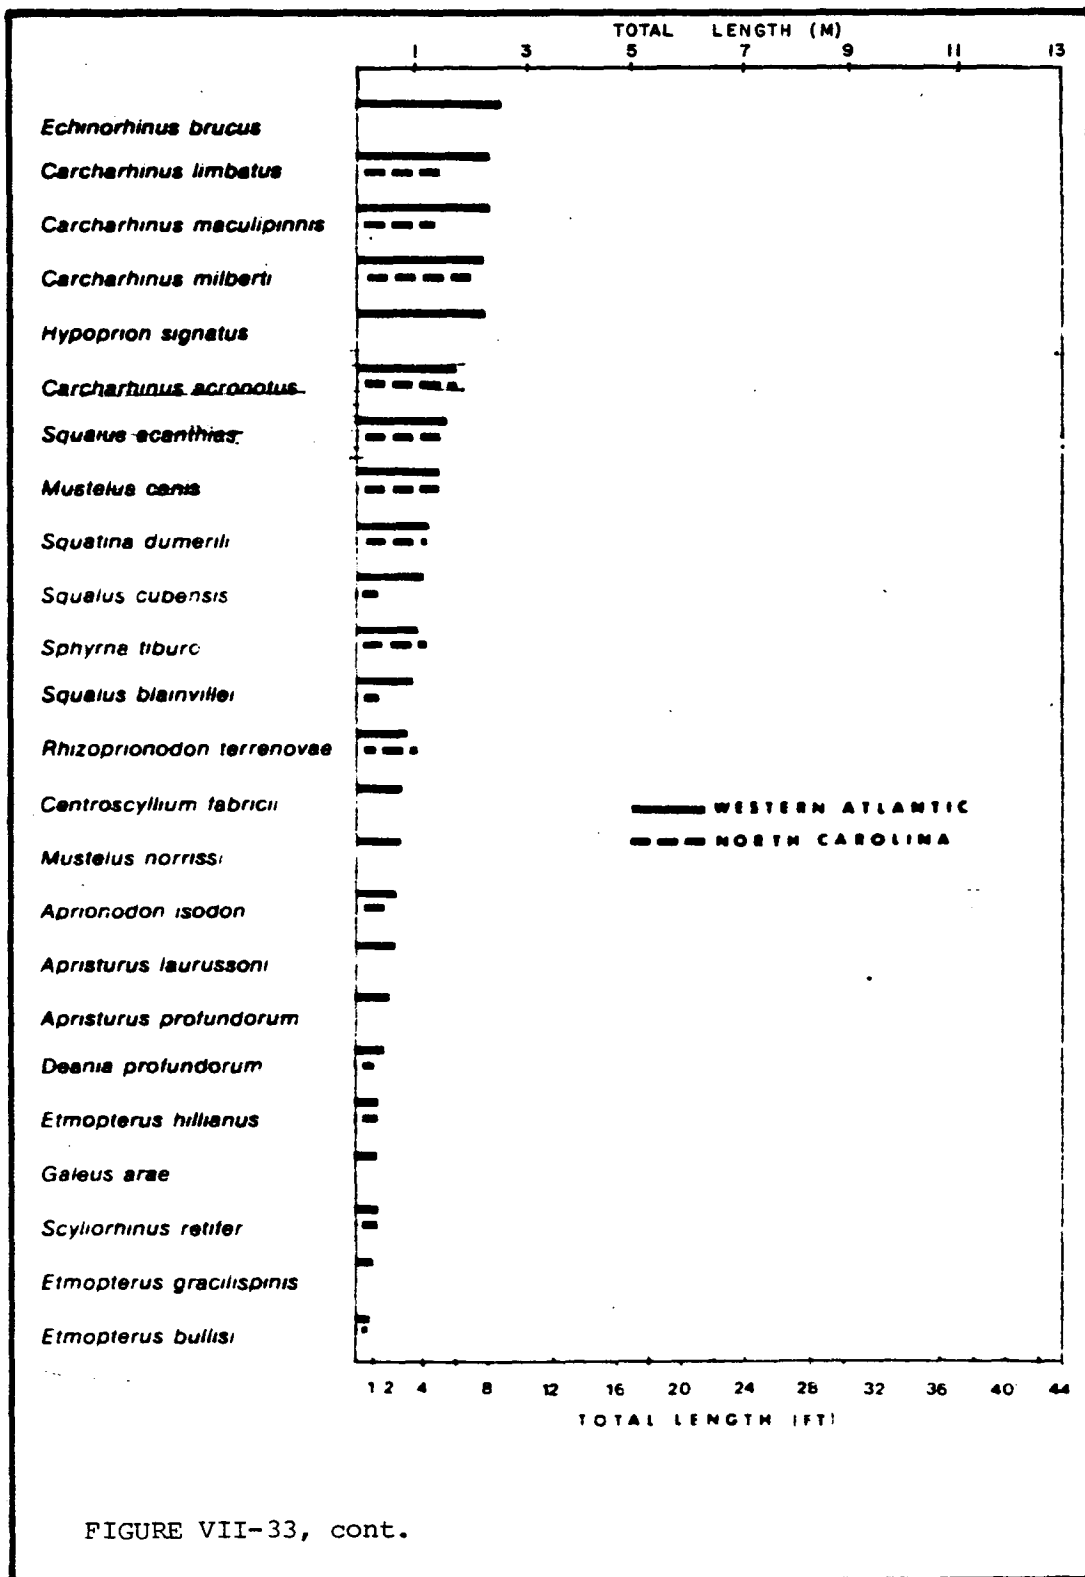 TOTAL LENGTH (M)
1 3 5 7 9 11 13
Echinorhinus brucus
Carcharhinus limbatus
Carcharhinus maculipinnis
Carcharhinus milberti
Hypoprion signatus
Carcharhinus acronotus
Squalus acanthias
Mustelus canis
Squatina dumerili
Squalus cubensis
Sphyrna tiburo
Squalus blainvillei
Rhizoprionodon terrenovae
Centroscyllium fabricii
WESTERN ATLANTIC
NORTH CAROLINA
Mustelus norrissi
Aprionodon isodon
Apristurus laurussoni
Apristurus profundorum
Deania profundorum
Etmopterus hillianus
Galeus arae
Scyliorhinus retifer
Etmopterus gracilispinis
Etmopterus bullisi
1 2 4 8 12 16 20 24 28 32 36 40 44
TOTAL LENGTH (FT)
FIGURE VII-33, cont.